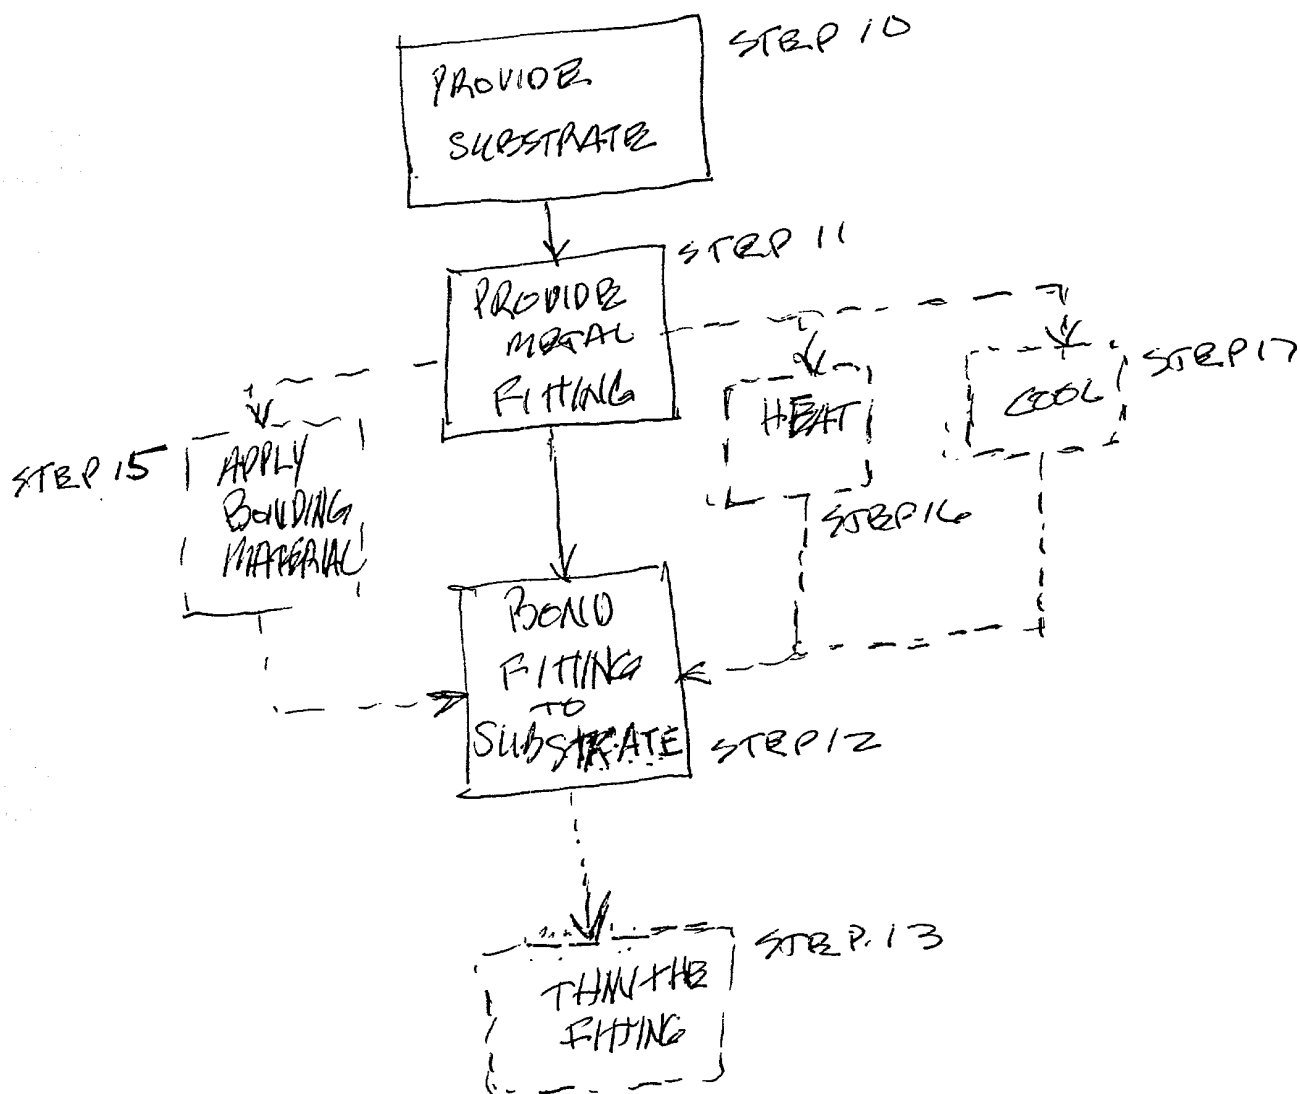 STEP 10
PROVIDE
SUBSTRATE
STEP 11
PROVIDE
METAL
FITTING
STEP 17
COOL
HEAT
STEP 16
STEP 15
APPLY
BONDING
MATERIAL
BOND
FITTING
TO
SUBSTRATE
STEP 12
STEP 13
THIN THE
FITTING